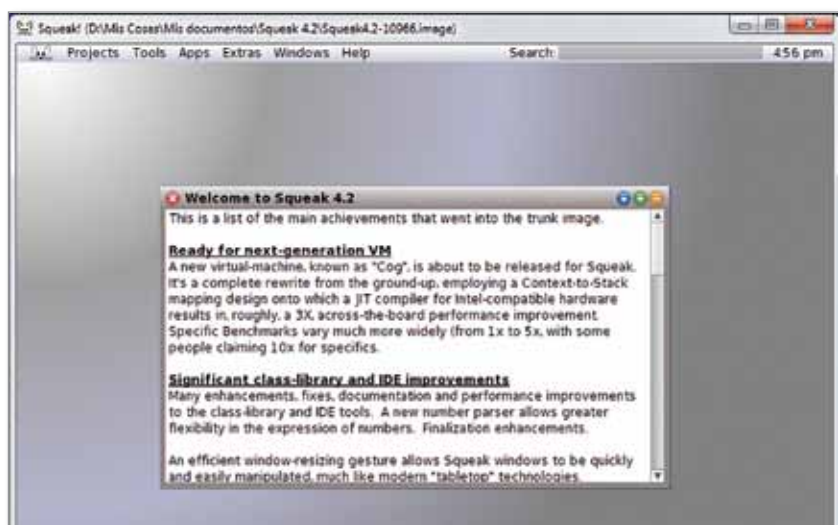 Squeak! (D:\Mis Cosas\Mis documentos\Squeak 4.2\Squeak4.2-10966.image)
Projects Tools Apps Extras Windows Help Search: 4:56 pm
Welcome to Squeak 4.2
This is a list of the main achievements that went into the trunk image.
Ready for next-generation VM
A new virtual-machine, known as "Cog", is about to be released for Squeak.
It's a complete rewrite from the ground-up, employing a Context-to-Stack
mapping design onto which a JIT compiler for Intel-compatible hardware
results in, roughly, a 3X, across-the-board performance improvement.
Specific Benchmarks vary much more widely (from 1x to 5x, with some
people claiming 10x for specifics.
Significant class-library and IDE improvements
Many enhancements, fixes, documentation and performance improvements
to the class-library and IDE tools. A new number parser allows greater
flexibility in the expression of numbers. Finalization enhancements.
An efficient window-resizing gesture allows Squeak windows to be quickly
and easily manipulated, much like modern "tabletop" technologies.